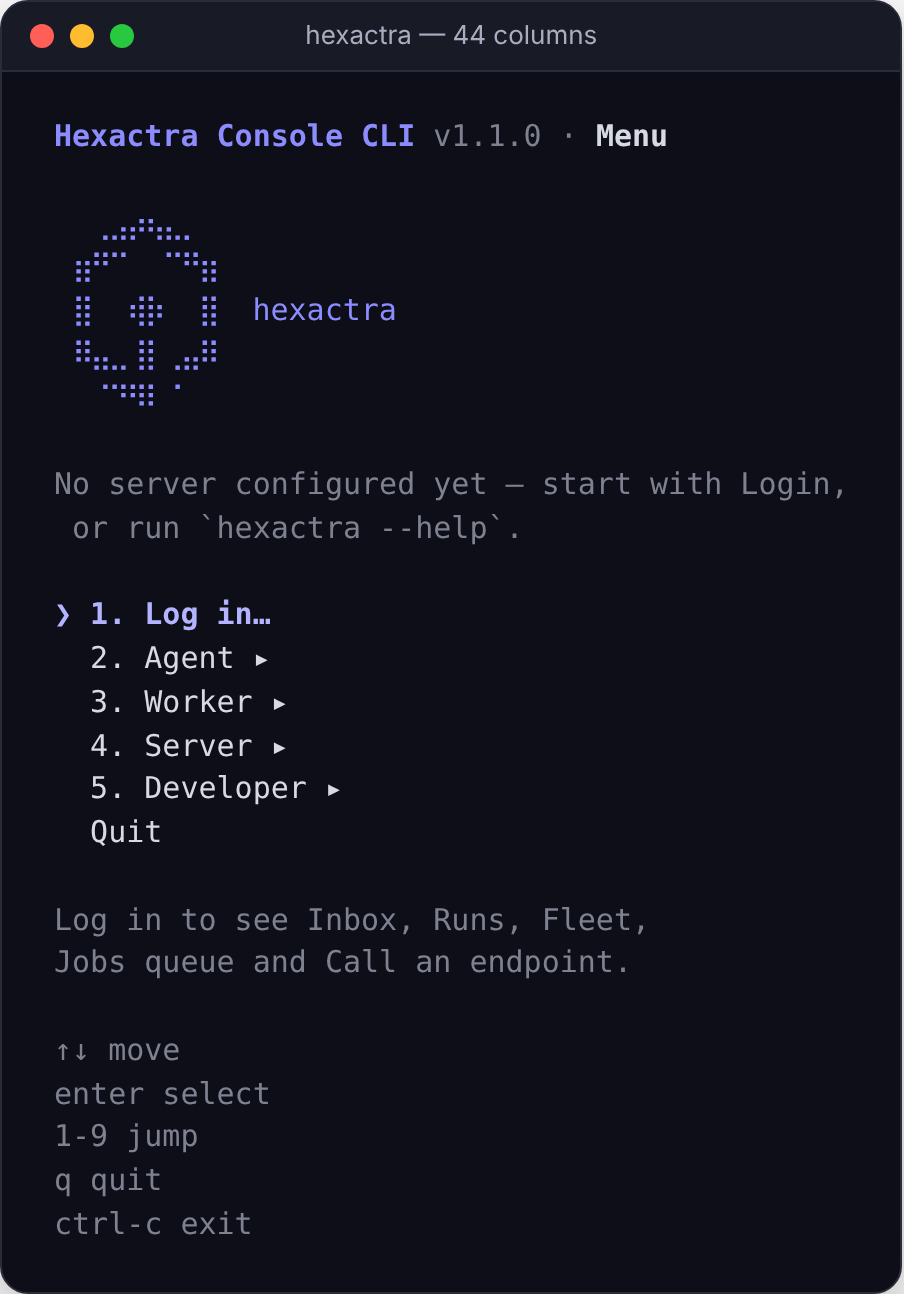 hexactra — 44 columns
Hexactra Console CLI v1.1.0 · Menu
hexactra
No server configured yet — start with Login,
or run `hexactra --help`.
❯ 1. Log in…
2. Agent ▸
3. Worker ▸
4. Server ▸
5. Developer ▸
Quit
Log in to see Inbox, Runs, Fleet,
Jobs queue and Call an endpoint.
↑↓ move
enter select
1-9 jump
q quit
ctrl-c exit